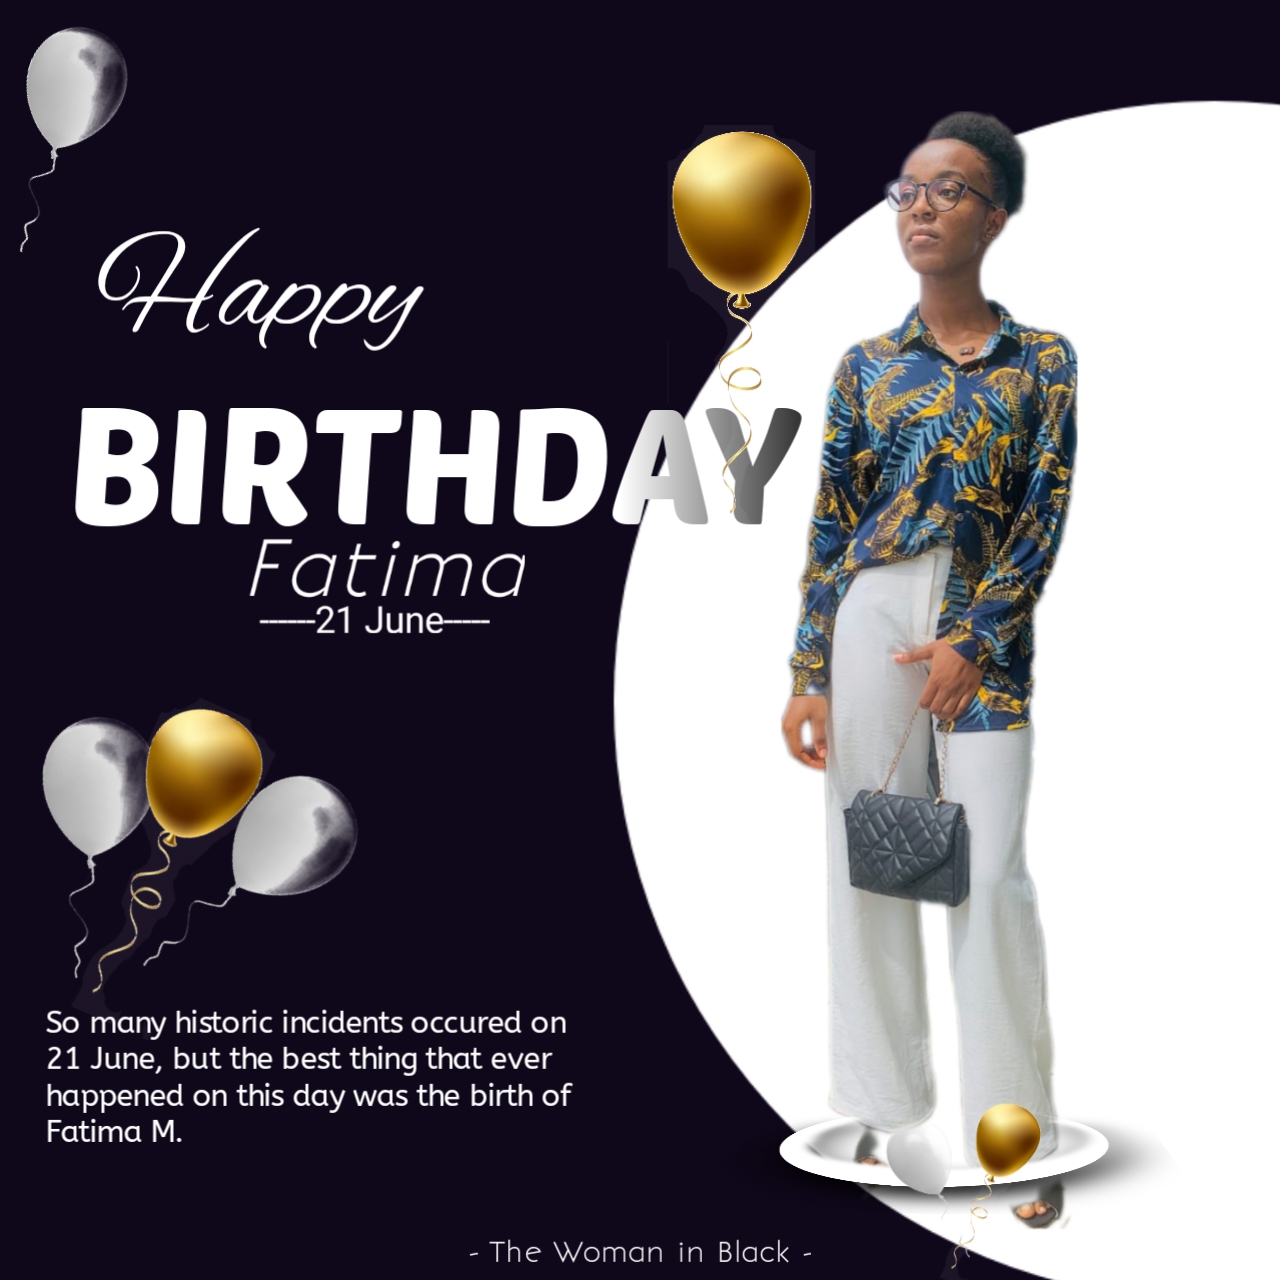 Happy
BIRTHDAY
Fatima
------21 June-----
So many historic incidents occured on
21 June, but the best thing that ever
happened on this day was the birth of
Fatima M.
- The Woman in Black -